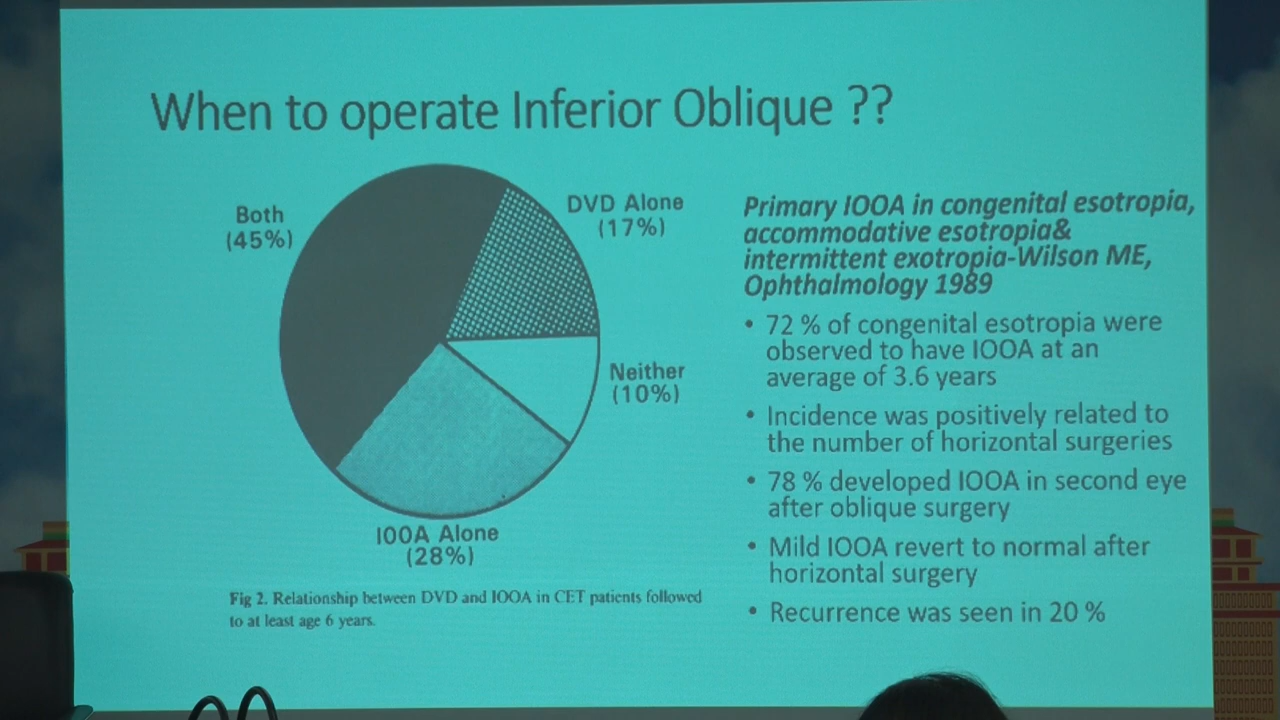 When to operate Inferior Oblique ??
Both
(45%)
DVD Alone
(17%)
Neither
(10%)
IOOA Alone
(28%)
Fig 2. Relationship between DVD and IOOA in CET patients followed
to at least age 6 years.
Primary IOOA in congenital esotropia,
accommodative esotropia&
intermittent exotropia-Wilson ME,
Ophthalmology 1989
• 72 % of congenital esotropia were
observed to have IOOA at an
average of 3.6 years
• Incidence was positively related to
the number of horizontal surgeries
• 78 % developed IOOA in second eye
after oblique surgery
• Mild IOOA revert to normal after
horizontal surgery
• Recurrence was seen in 20 %